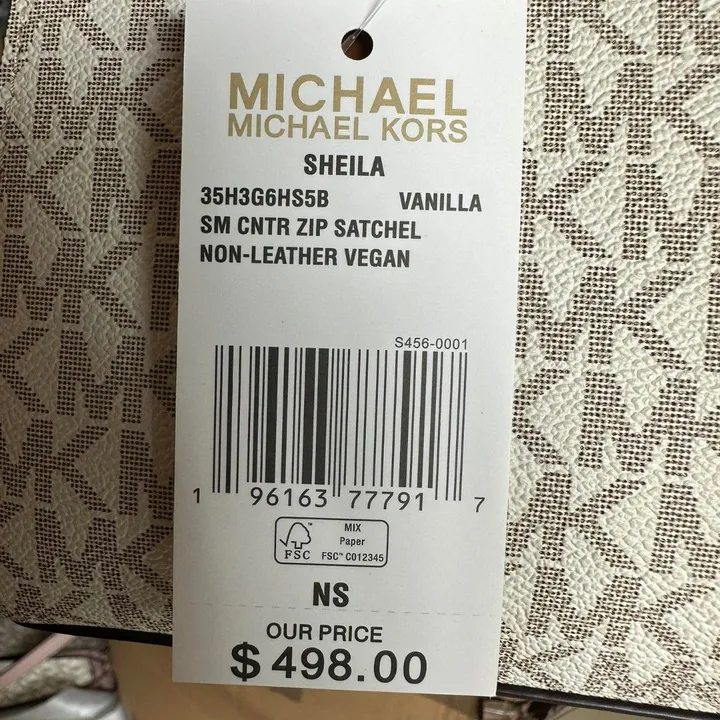 MICHAEL
MICHAEL KORS
SHEILA
35H3G6HS5B VANILLA
SM CNTR ZIP SATCHEL
NON-LEATHER VEGAN
S456-0001
1 96163 77791 7
MIX
Paper
FSC™ C012345
FSC
NS
OUR PRICE
$498.00